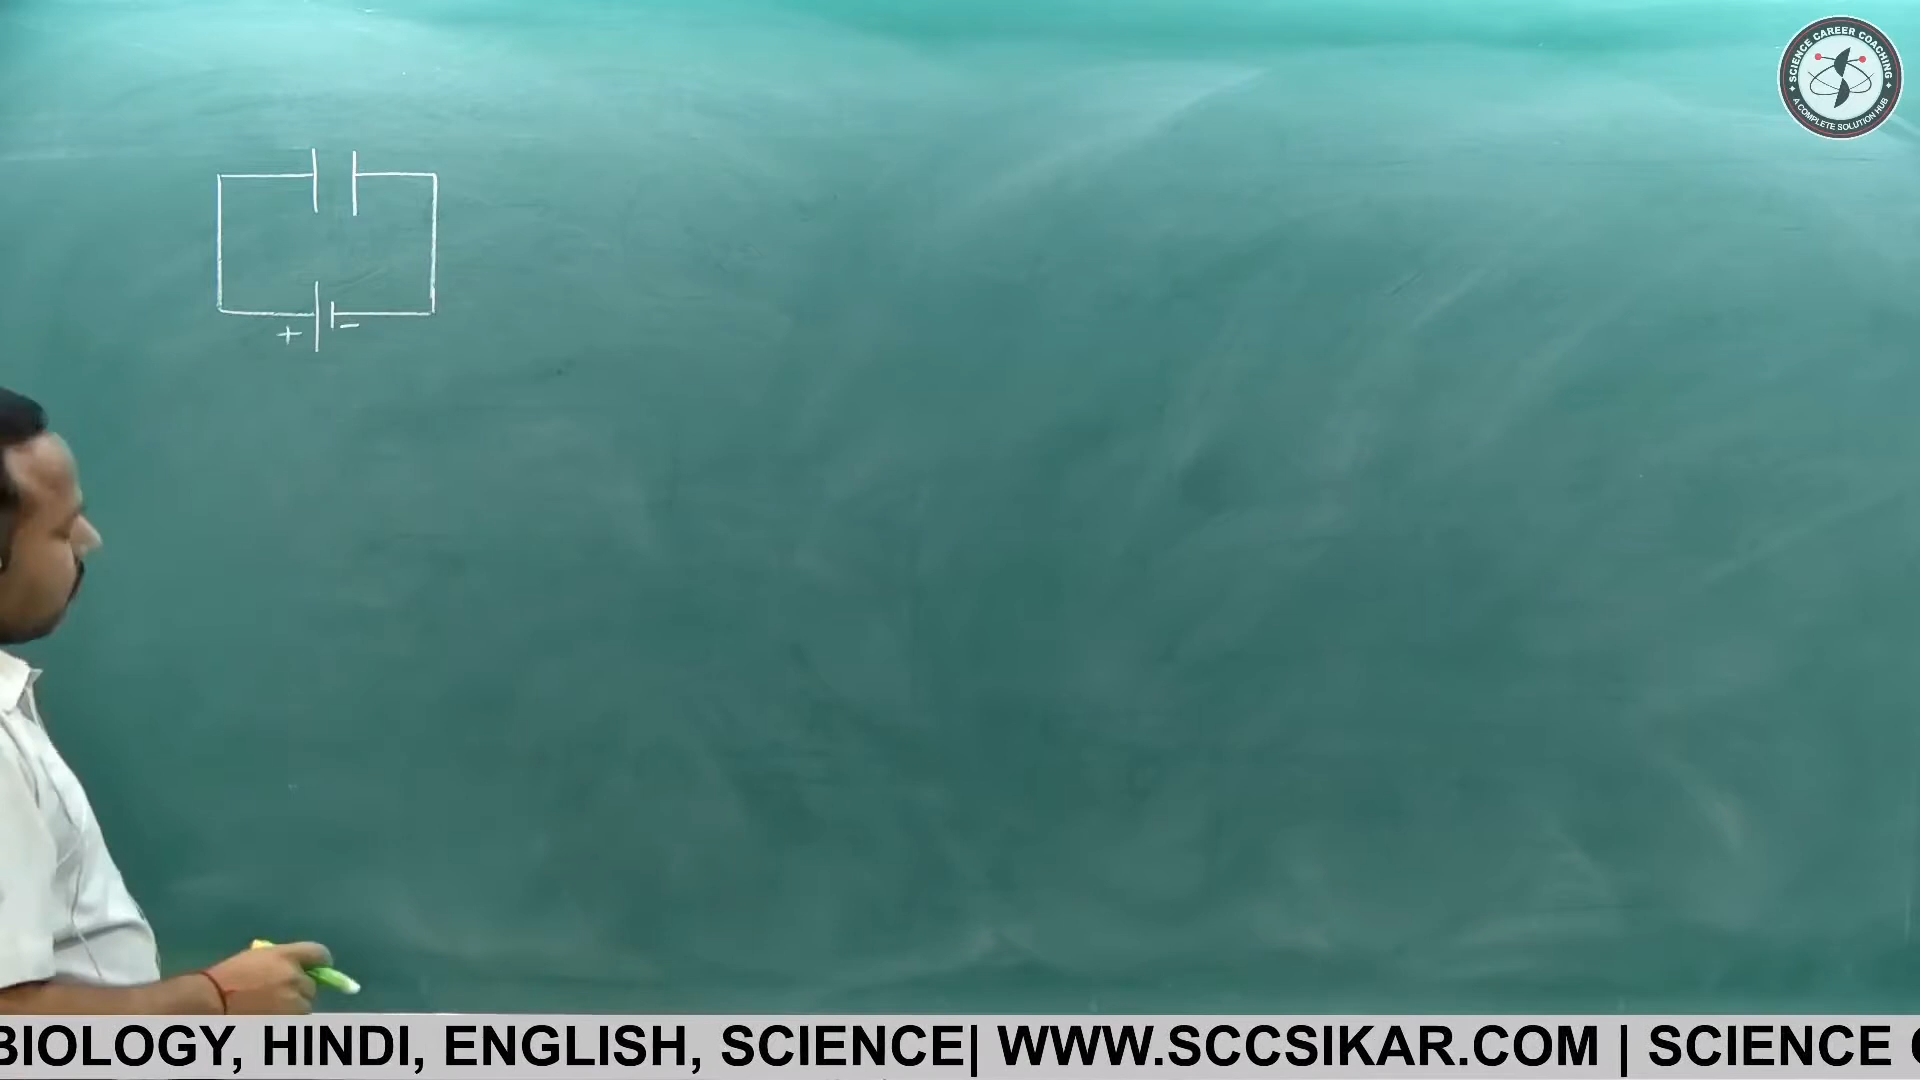 SCIENCE CAREER COACHING
A COMPLETE SOLUTION HUB
+ -
BIOLOGY, HINDI, ENGLISH, SCIENCE| WWW.SCCSIKAR.COM | SCIENCE